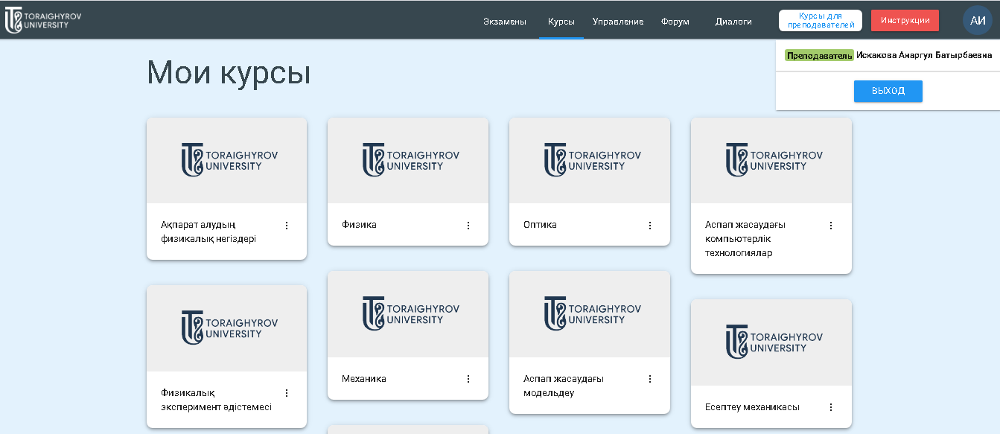 TORAIGHYROV
UNIVERSITY
Экзамены
Курсы
Управление
Форум
Диалоги
Курсы для
преподавателей
Инструкции
АИ
Преподаватель Искакова Анаргул Батырбаевна
ВЫХОД
Мои курсы
TORAIGHYROV
UNIVERSITY
Ақпарат алудың
физикалық негіздері
TORAIGHYROV
UNIVERSITY
Физика
TORAIGHYROV
UNIVERSITY
Оптика
TORAIGHYROV
UNIVERSITY
Аспап жасаудағы
компьютерлік
технологиялар
TORAIGHYROV
UNIVERSITY
Физикалық
эксперимент әдістемесі
TORAIGHYROV
UNIVERSITY
Механика
TORAIGHYROV
UNIVERSITY
Аспап жасаудағы
модельдеу
TORAIGHYROV
UNIVERSITY
Есептеу механикасы